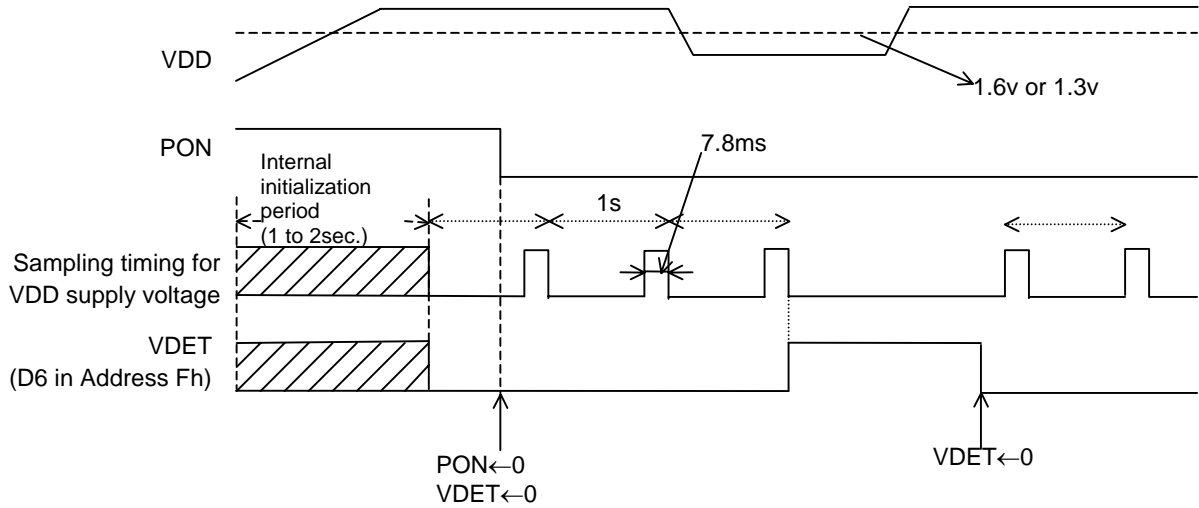 VDD
1.6v or 1.3v
PON
7.8ms
Internal
initialization
period
(1 to 2sec.)
1s
Sampling timing for
VDD supply voltage
VDET
(D6 in Address Fh)
PON←0
VDET←0
VDET←0